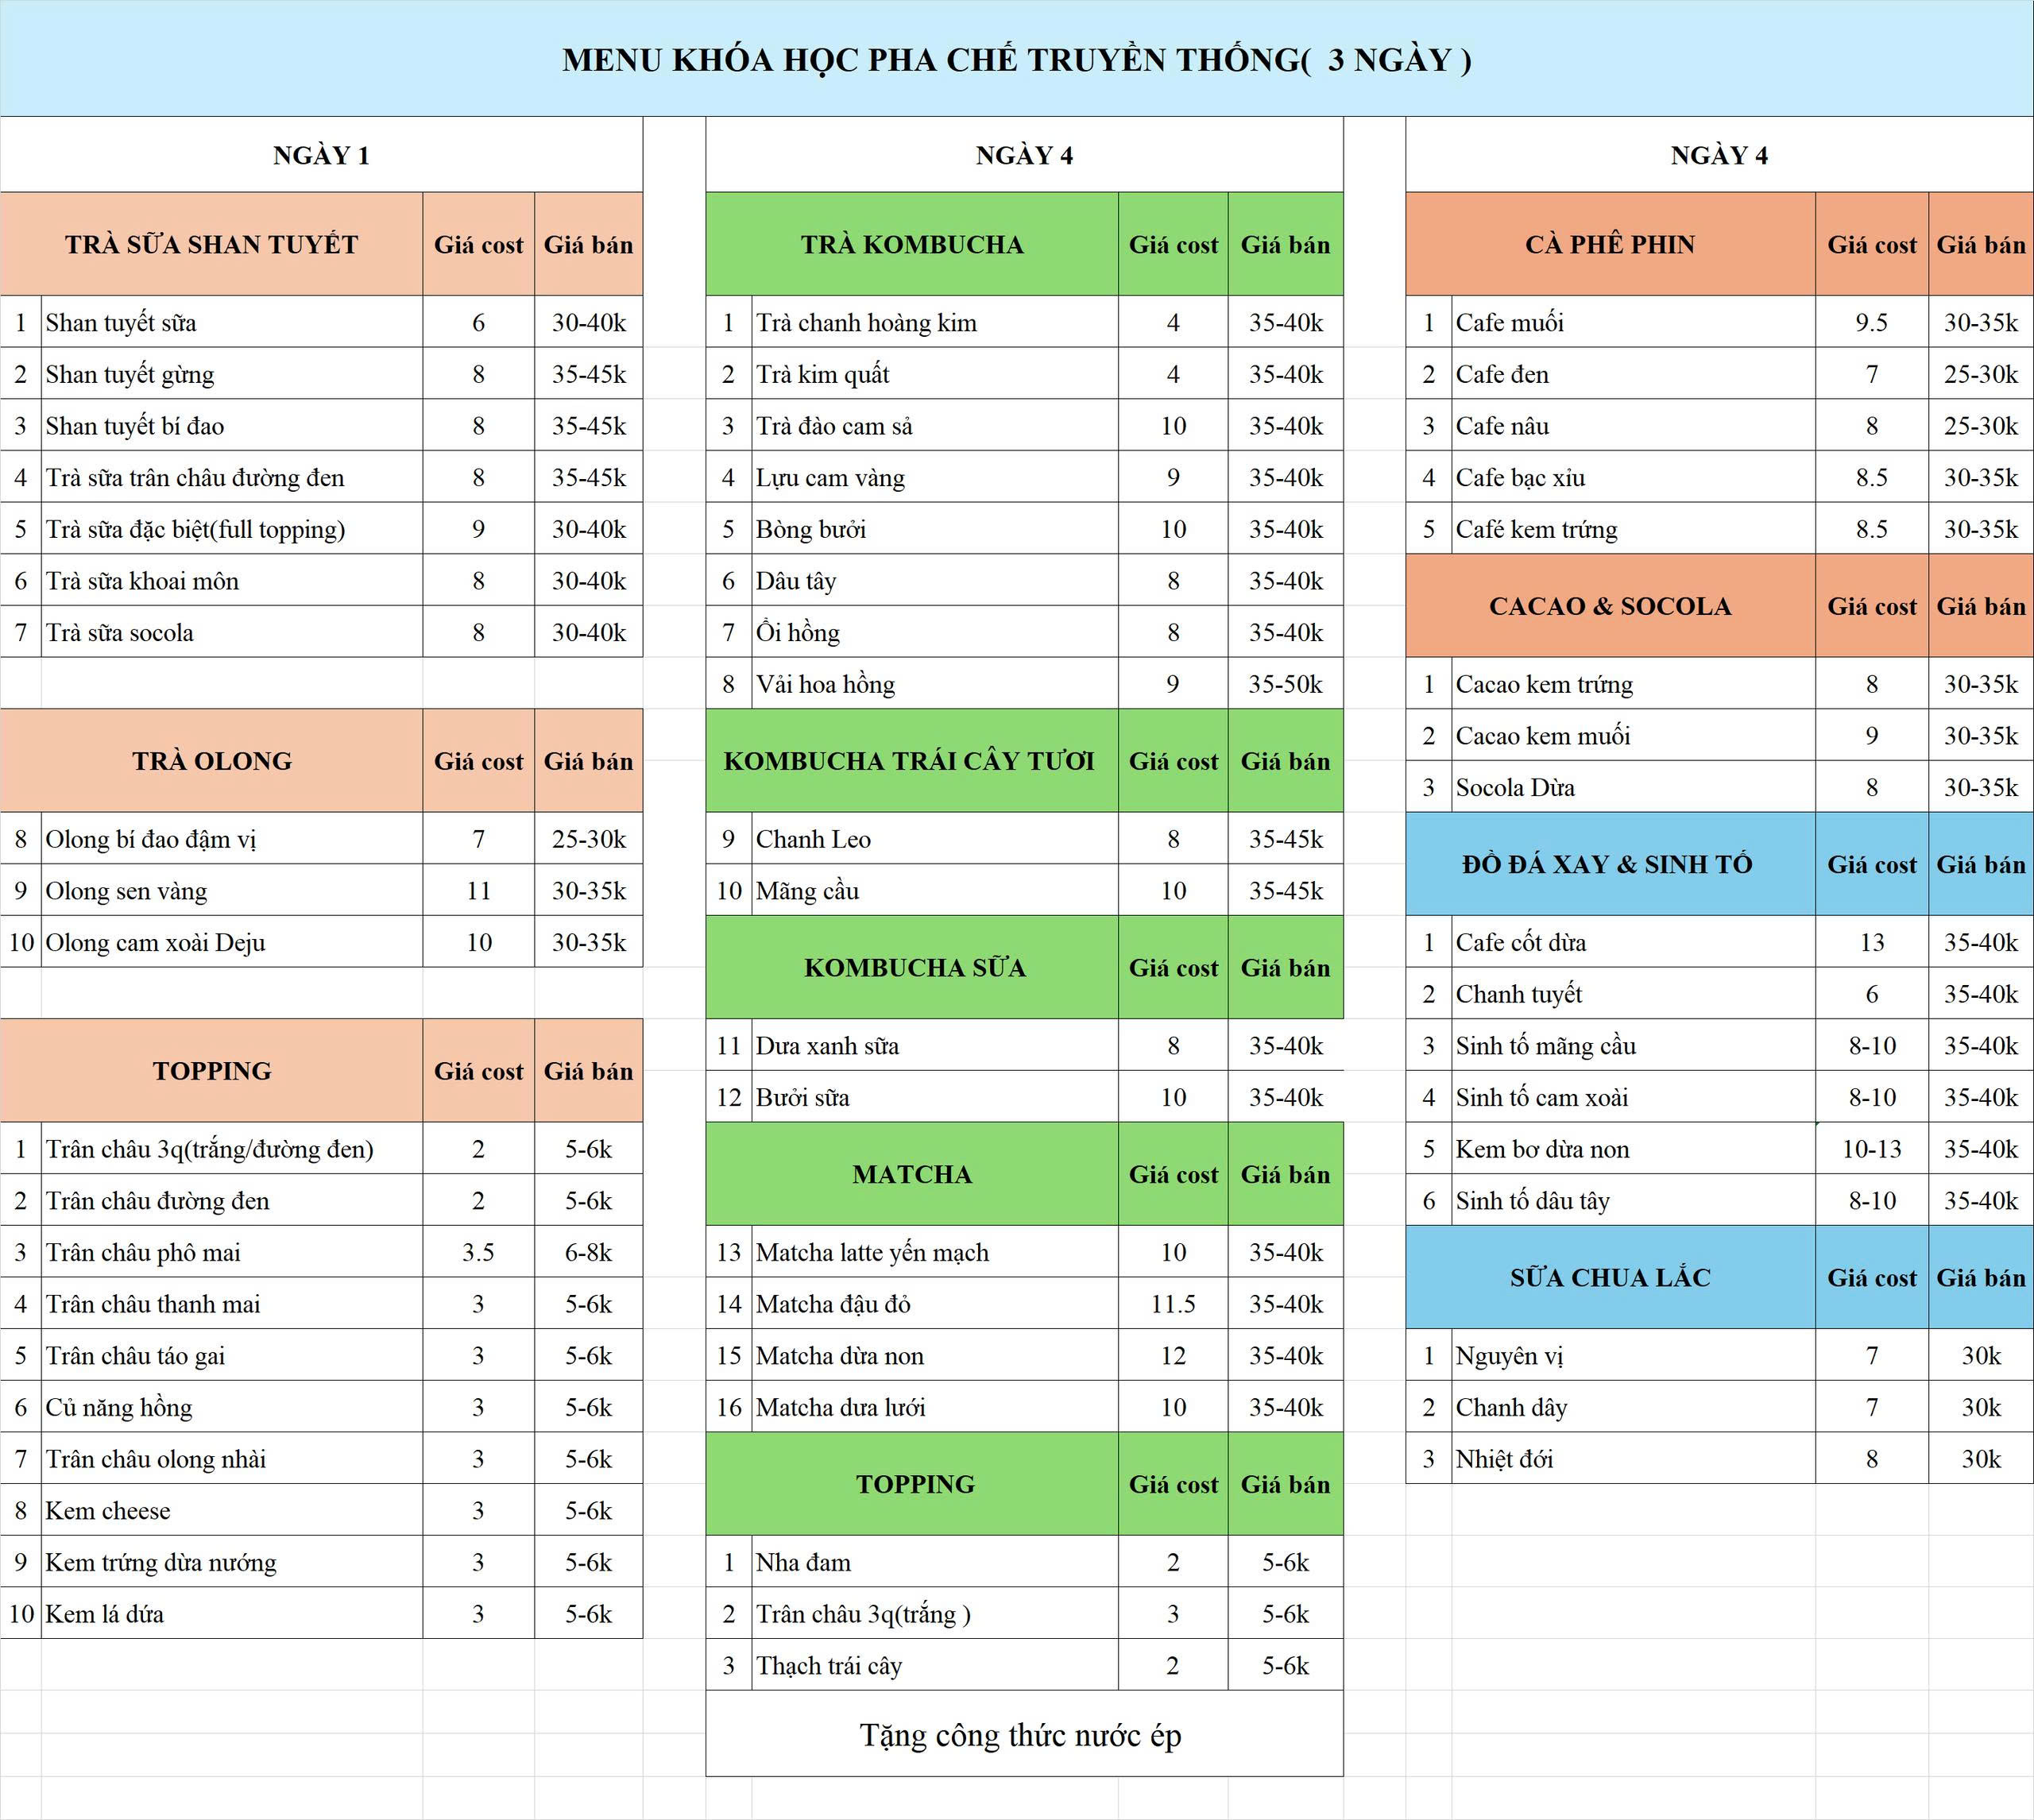 MENU KHÓA HỌC PHA CHẾ TRUYỀN THỐNG( 3 NGÀY )
NGÀY 1
TRÀ SỮA SHAN TUYẾT Giá cost Giá bán
1 Shan tuyết sữa 6 30-40k
2 Shan tuyết gừng 8 35-45k
3 Shan tuyết bí đao 8 35-45k
4 Trà sữa trân châu đường đen 8 35-45k
5 Trà sữa đặc biệt(full topping) 9 30-40k
6 Trà sữa khoai môn 8 30-40k
7 Trà sữa socola 8 30-40k
TRÀ OLONG Giá cost Giá bán
8 Olong bí đao đậm vị 7 25-30k
9 Olong sen vàng 11 30-35k
10 Olong cam xoài Deju 10 30-35k
TOPPING Giá cost Giá bán
1 Trân châu 3q(trắng/đường đen) 2 5-6k
2 Trân châu đường đen 2 5-6k
3 Trân châu phô mai 3.5 6-8k
4 Trân châu thanh mai 3 5-6k
5 Trân châu táo gai 3 5-6k
6 Củ năng hồng 3 5-6k
7 Trân châu olong nhài 3 5-6k
8 Kem cheese 3 5-6k
9 Kem trứng dừa nướng 3 5-6k
10 Kem lá dứa 3 5-6k
NGÀY 4
TRÀ KOMBUCHA Giá cost Giá bán
1 Trà chanh hoàng kim 4 35-40k
2 Trà kim quất 4 35-40k
3 Trà đào cam sả 10 35-40k
4 Lựu cam vàng 9 35-40k
5 Bòng bưởi 10 35-40k
6 Dâu tây 8 35-40k
7 Ổi hồng 8 35-40k
8 Vải hoa hồng 9 35-50k
KOMBUCHA TRÁI CÂY TƯƠI Giá cost Giá bán
9 Chanh Leo 8 35-45k
10 Mãng cầu 10 35-45k
KOMBUCHA SỮA Giá cost Giá bán
11 Dưa xanh sữa 8 35-40k
12 Bưởi sữa 10 35-40k
MATCHA Giá cost Giá bán
13 Matcha latte yến mạch 10 35-40k
14 Matcha đậu đỏ 11.5 35-40k
15 Matcha dừa non 12 35-40k
16 Matcha dưa lưới 10 35-40k
TOPPING Giá cost Giá bán
1 Nha đam 2 5-6k
2 Trân châu 3q(trắng ) 3 5-6k
3 Thạch trái cây 2 5-6k
Tặng công thức nước ép
NGÀY 4
CÀ PHÊ PHIN Giá cost Giá bán
1 Cafe muối 9.5 30-35k
2 Cafe đen 7 25-30k
3 Cafe nâu 8 25-30k
4 Cafe bạc xỉu 8.5 30-35k
5 Café kem trứng 8.5 30-35k
CACAO & SOCOLA Giá cost Giá bán
1 Cacao kem trứng 8 30-35k
2 Cacao kem muối 9 30-35k
3 Socola Dừa 8 30-35k
ĐỒ ĐÁ XAY & SINH TỐ Giá cost Giá bán
1 Cafe cốt dừa 13 35-40k
2 Chanh tuyết 6 35-40k
3 Sinh tố mãng cầu 8-10 35-40k
4 Sinh tố cam xoài 8-10 35-40k
5 Kem bơ dừa non 10-13 35-40k
6 Sinh tố dâu tây 8-10 35-40k
SỮA CHUA LẮC Giá cost Giá bán
1 Nguyên vị 7 30k
2 Chanh dây 7 30k
3 Nhiệt đới 8 30k